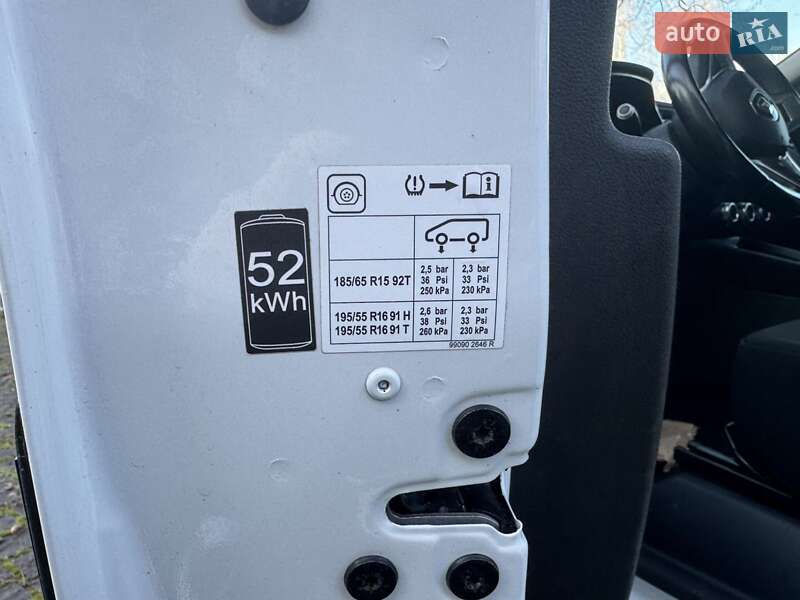 auto RIA.com
52
kWh
185/65 R15 92T
2,5 bar
36 Psi
250 kPa
2,3 bar
33 Psi
230 kPa
195/55 R16 91 H
195/55 R16 91 T
2,6 bar
38 Psi
260 kPa
2,3 bar
33 Psi
230 kPa
99090 2646 R